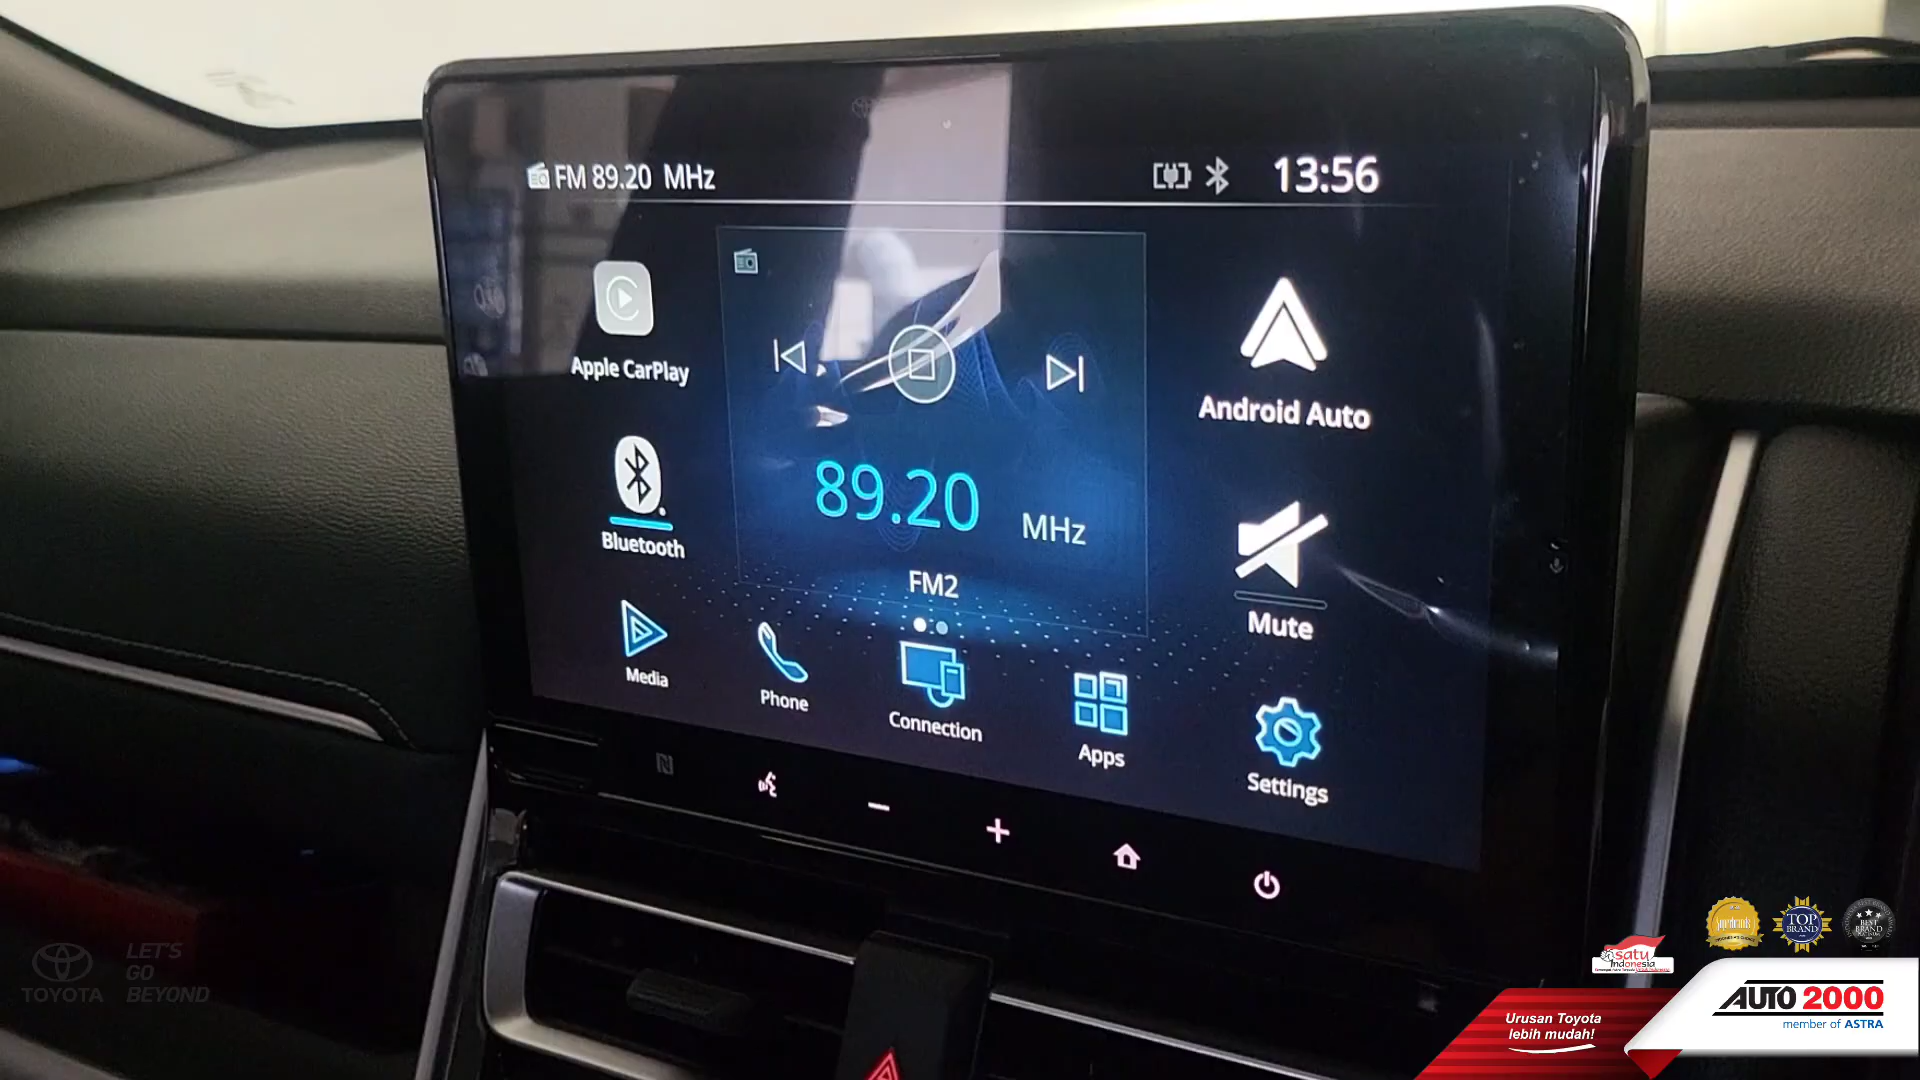 FM 89.20 MHz
13:56
Apple CarPlay
Android Auto
89.20 MHz
FM2
Bluetooth
Mute
Media
Phone
Connection
Apps
Settings
TOYOTA
LET'S
GO
BEYOND
TOP
BRAND
BEST
BRAND
satu
Indonesia
Urusan Toyota
lebih mudah!
AUTO 2000
member of ASTRA